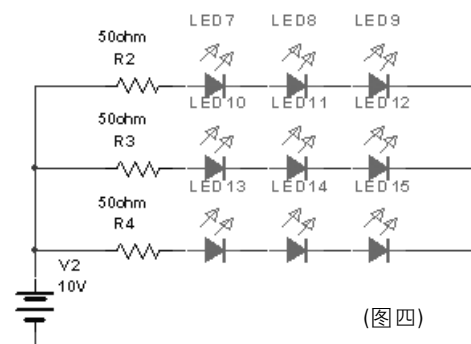 LED7 LED8 LED9
50ohm
R2
LED10 LED11 LED12
50ohm
R3
LED13 LED14 LED15
50ohm
R4
V2
10V
(图四)